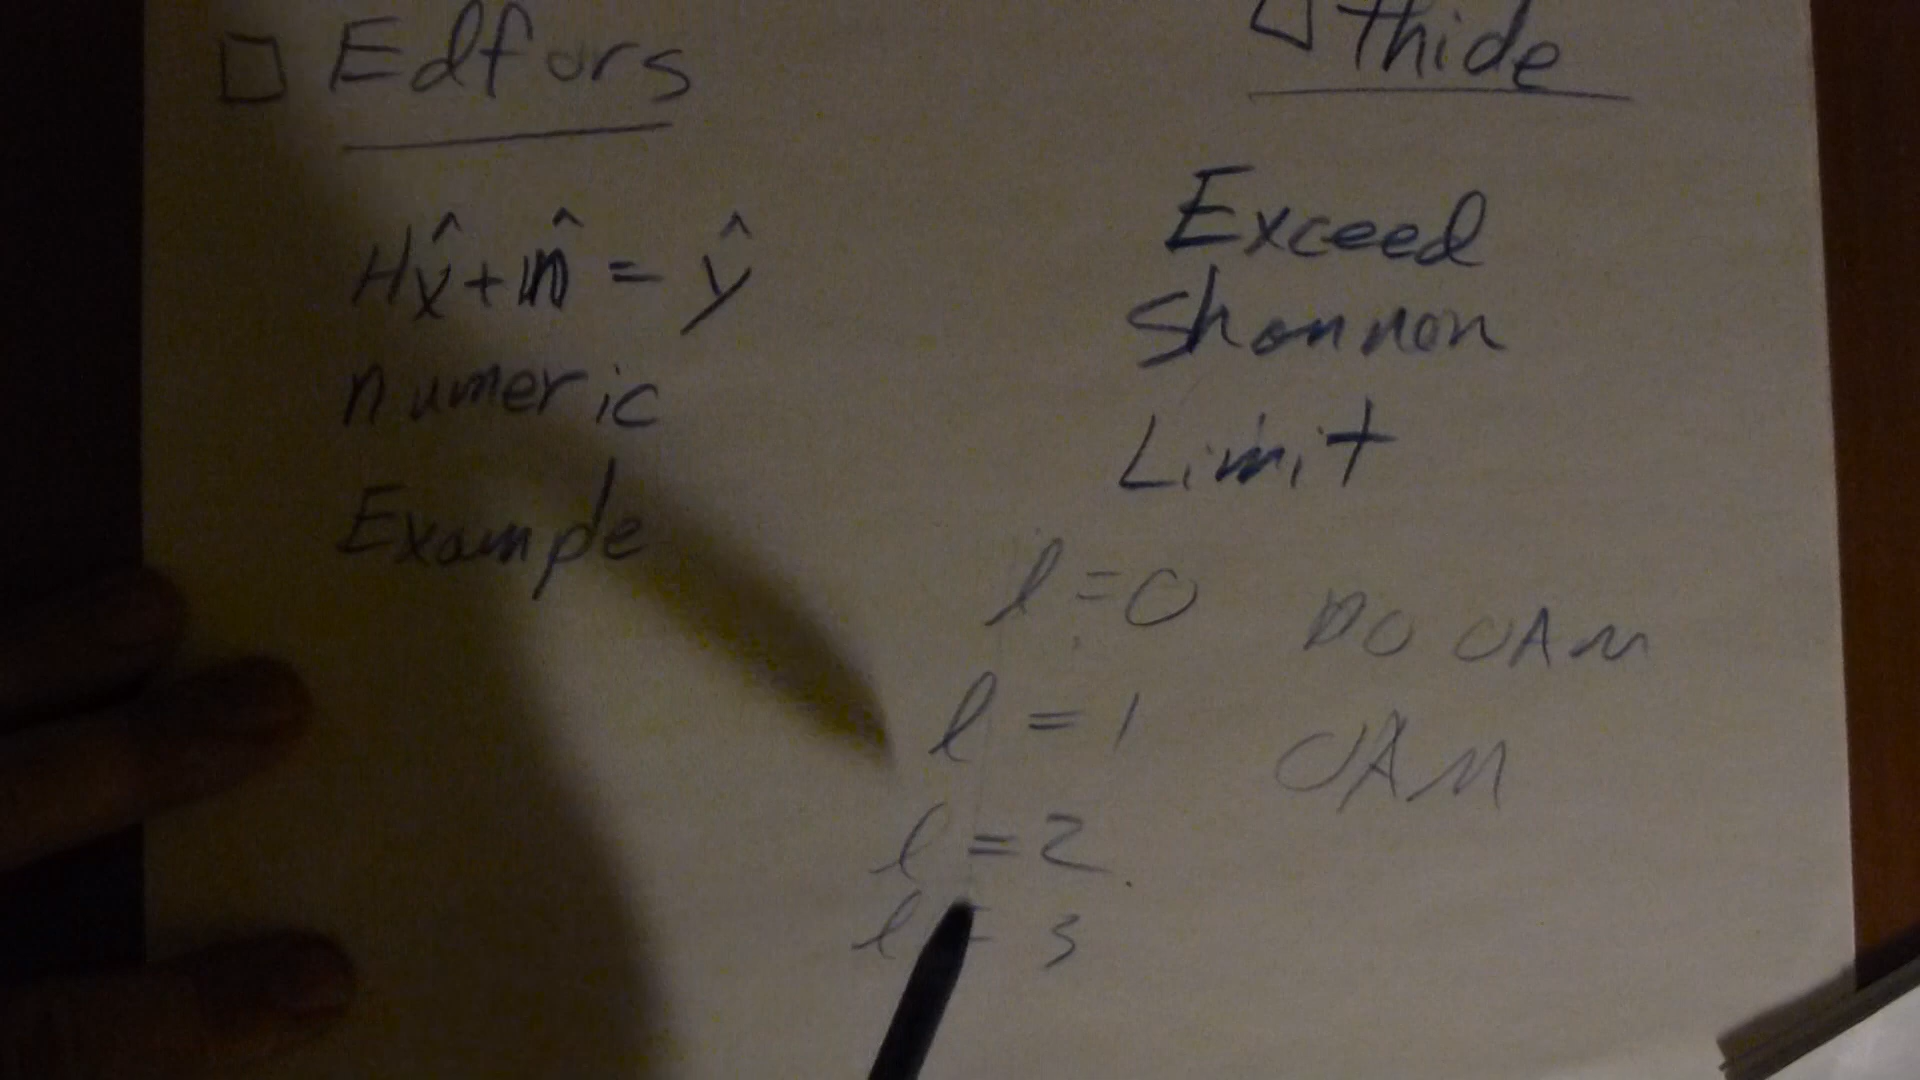 □ Edfors
Hx̂ + n̂ = ŷ
numeric
Example
□ thide
Exceed
Shannon
Limit
l = 0 no OAM
l = 1 OAM
l = 2
l = 3